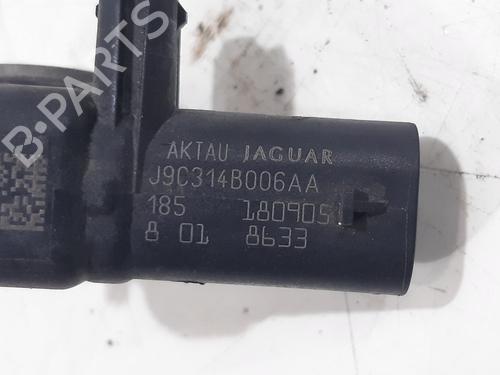 B-PARTS
AKTAU JAGUAR
J9C314B006AA
185 180905
8 01 8633